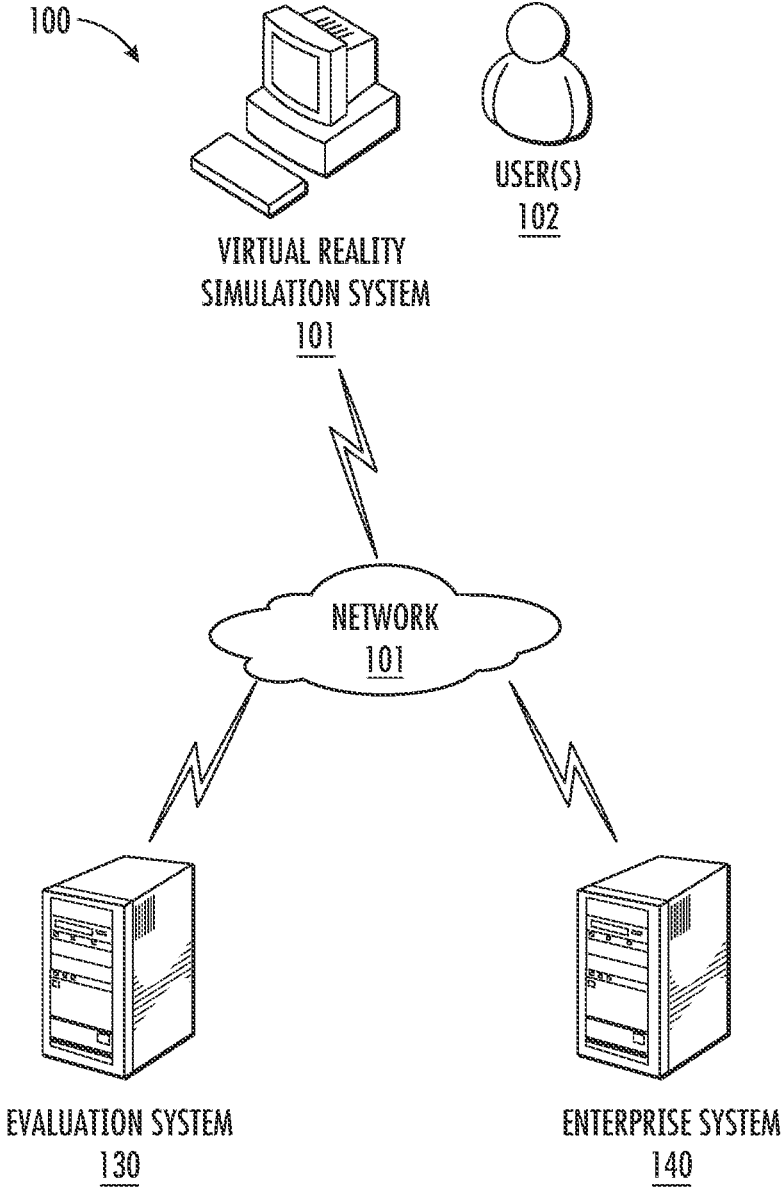 100
USER(S)
102
VIRTUAL REALITY
SIMULATION SYSTEM
101
NETWORK
101
EVALUATION SYSTEM
130
ENTERPRISE SYSTEM
140